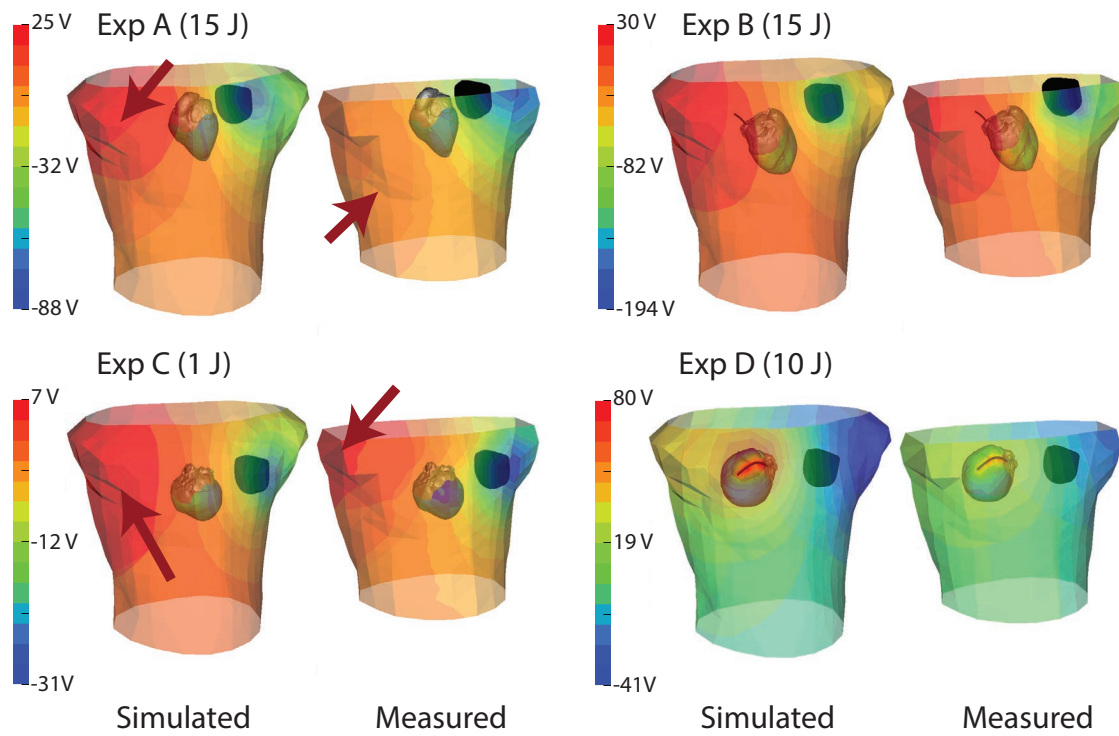 Exp A (15 J)
-25 V
-32 V
-88 V
Exp B (15 J)
30 V
-82 V
-194 V
Exp C (1 J)
7 V
-12 V
-31V
Exp D (10 J)
80 V
19 V
-41V
Simulated
Measured
Simulated
Measured